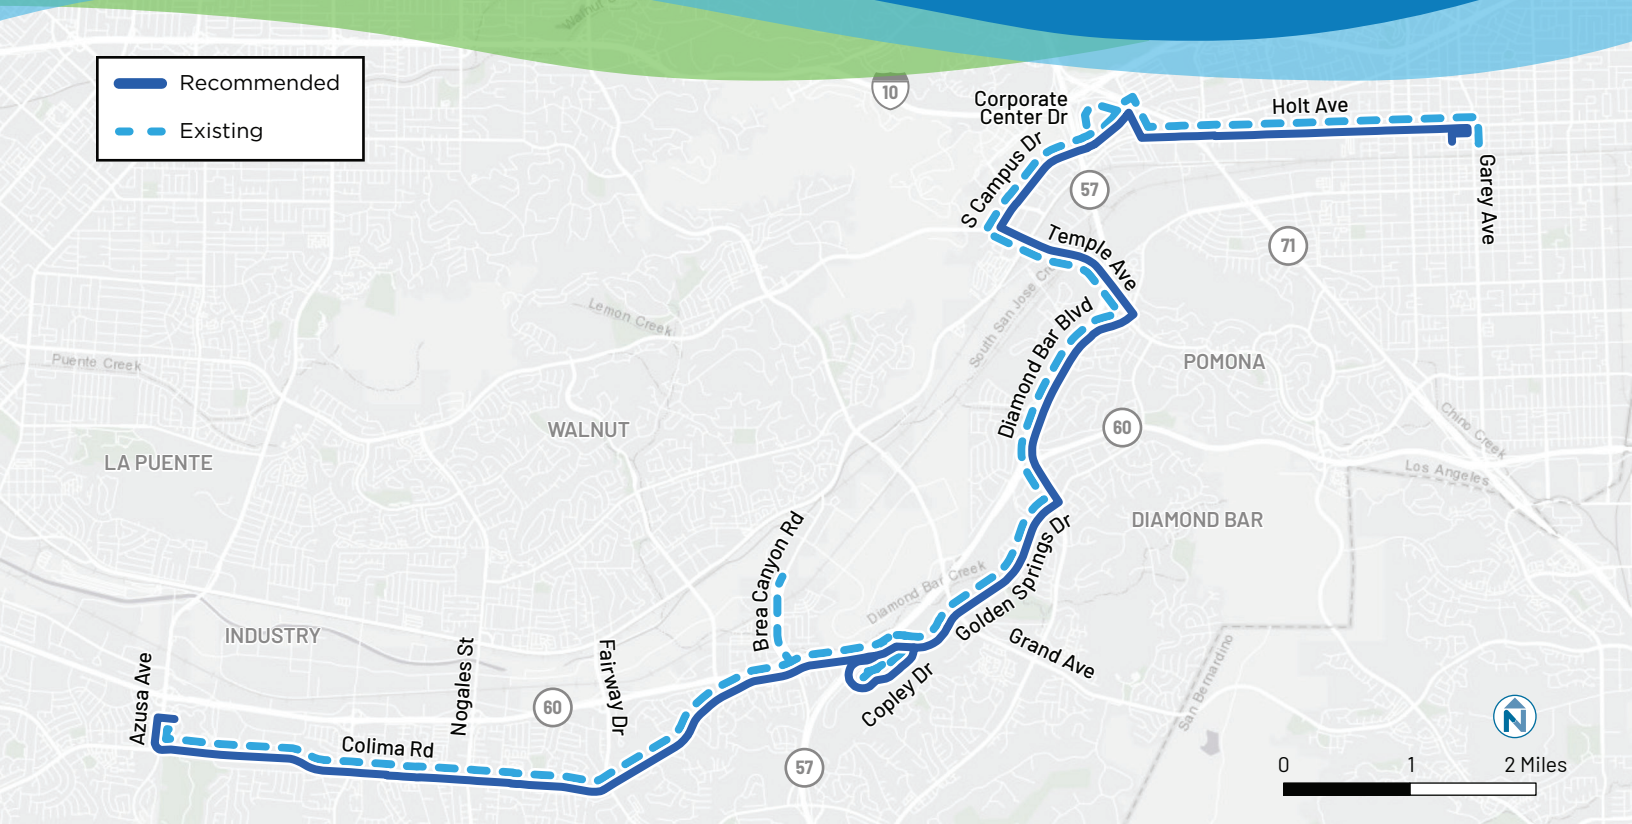 Walnut Cr
Recommended
Existing
10
Corporate
Center Dr
Holt Ave
S Campus Dr
57
Garey Ave
Temple Ave
71
South San Jose Cre
Lemon Creek
Diamond Bar Blvd
Puente Creek
POMONA
WALNUT
60
Chino Creek
LA PUENTE
Los Angeles
DIAMOND BAR
Brea Canyon Rd
Diamond Bar Creek
Golden Springs Dr
INDUSTRY
Grand Ave
Azusa Ave
Nogales St
Fairway Dr
San Bernardino
Copley Dr
60
Colima Rd
57
N
0 1 2 Miles